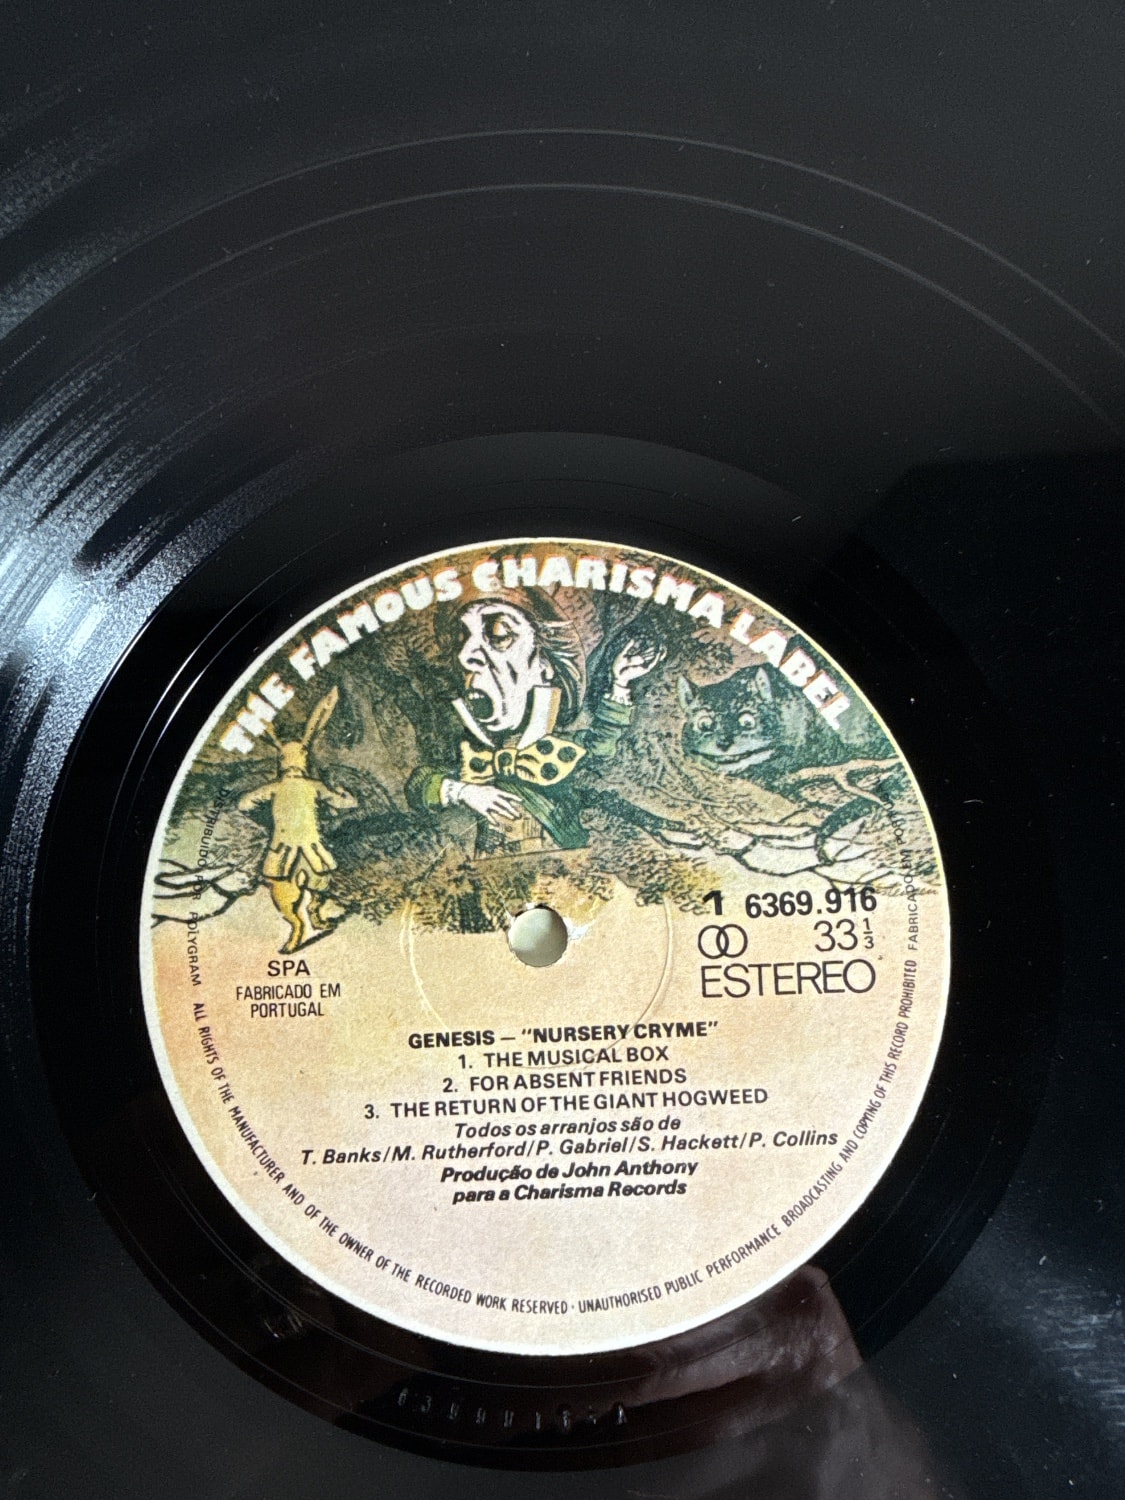 THE FAMOUS CHARISMA LABEL
1 6369.916
33 1/3
ESTEREO
SPA
FABRICADO EM
PORTUGAL
GENESIS – "NURSERY CRYME"
1. THE MUSICAL BOX
2. FOR ABSENT FRIENDS
3. THE RETURN OF THE GIANT HOGWEED
Todos os arranjos são de
T. Banks/M. Rutherford/P. Gabriel/S. Hackett/P. Collins
Produção de John Anthony
para a Charisma Records
DISTRIBUIDO POR POLYGRAM
ALL RIGHTS OF THE MANUFACTURER AND OF THE OWNER OF THE RECORDED WORK RESERVED · UNAUTHORISED PUBLIC PERFORMANCE BROADCASTING AND COPYING OF THIS RECORD PROHIBITED
FABRICADO